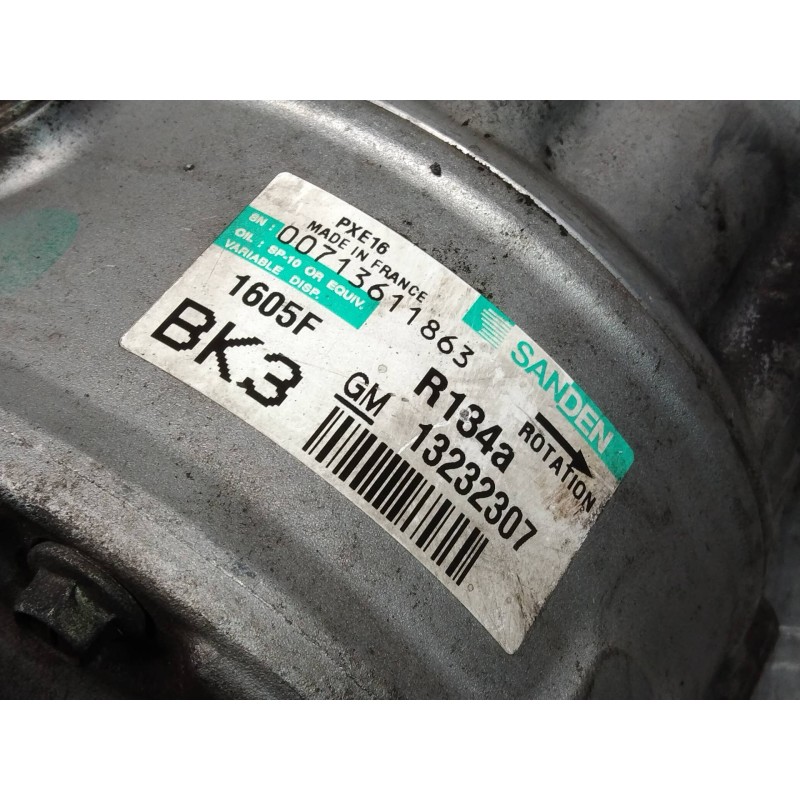 PXE16
MADE IN FRANCE
SN : 00713611863
OIL : SP-10 OR EQUIV.
VARIABLE DISP.
1605F
BK3
SANDEN
R134a
ROTATION
GM 13232307